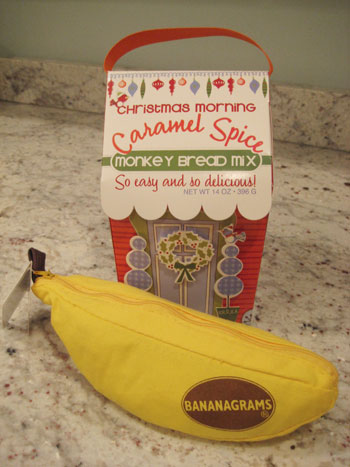 Christmas morning
Caramel Spice
(monkey bread mix)
So easy and so delicious!
NET WT 14 OZ • 396 G
BANANAGRAMS®